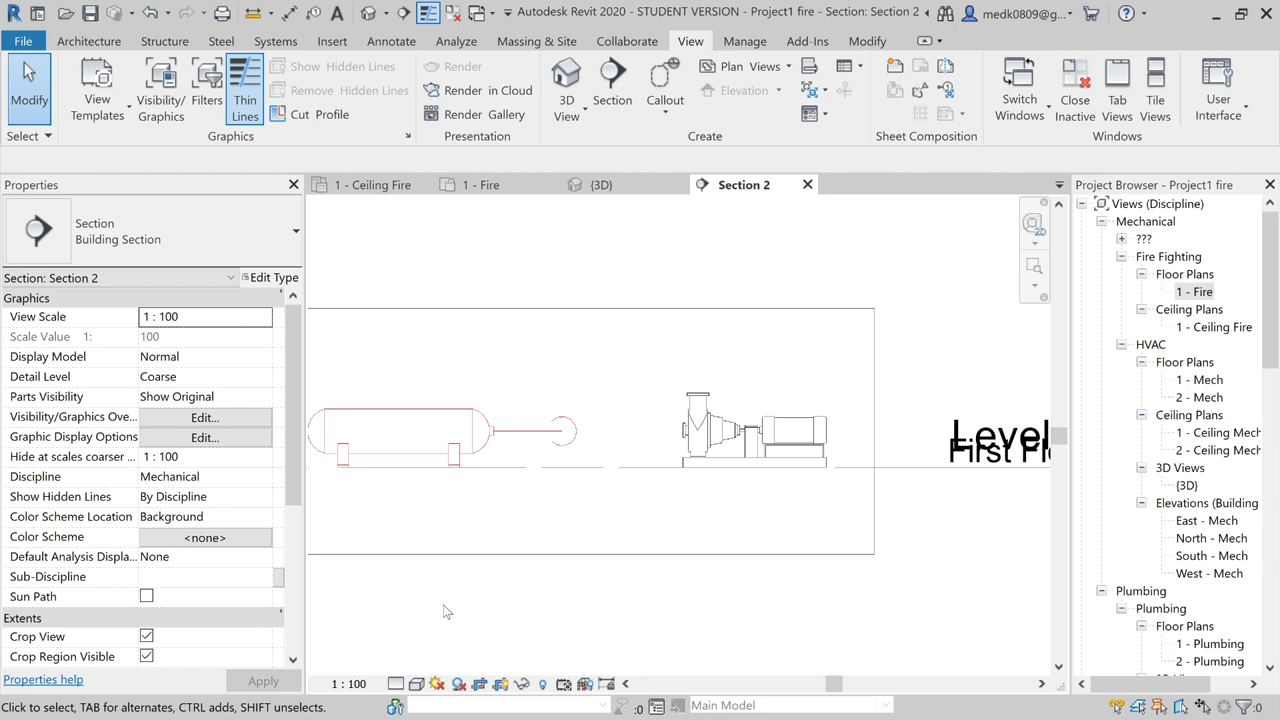 Autodesk Revit 2020 - STUDENT VERSION - Project1 fire - Section: Section 2
medk0809@g...
File Architecture Structure Steel Systems Insert Annotate Analyze Massing & Site Collaborate View Manage Add-Ins Modify
Modify
View Templates
Visibility/ Graphics
Filters
Thin Lines
Show Hidden Lines
Remove Hidden Lines
Cut Profile
Render
Render in Cloud
Render Gallery
3D View
Section
Callout
Plan Views
Elevation
Switch Windows
Close Inactive
Tab Views
Tile Views
User Interface
Select Graphics Presentation Create Sheet Composition Windows
Properties
Section
Building Section
Section: Section 2 Edit Type
Graphics
View Scale 1 : 100
Scale Value 1: 100
Display Model Normal
Detail Level Coarse
Parts Visibility Show Original
Visibility/Graphics Ove... Edit...
Graphic Display Options Edit...
Hide at scales coarser ... 1 : 100
Discipline Mechanical
Show Hidden Lines By Discipline
Color Scheme Location Background
Color Scheme <none>
Default Analysis Displa... None
Sub-Discipline
Sun Path
Extents
Crop View
Crop Region Visible
Properties help Apply
1 - Ceiling Fire 1 - Fire {3D} Section 2
2D
Level
First Fl
1 : 100
Project Browser - Project1 fire
Views (Discipline)
Mechanical
???
Fire Fighting
Floor Plans
1 - Fire
Ceiling Plans
1 - Ceiling Fire
HVAC
Floor Plans
1 - Mech
2 - Mech
Ceiling Plans
1 - Ceiling Mech
2 - Ceiling Mech
3D Views
{3D}
Elevations (Building
East - Mech
North - Mech
South - Mech
West - Mech
Plumbing
Plumbing
Floor Plans
1 - Plumbing
2 - Plumbing
Click to select, TAB for alternates, CTRL adds, SHIFT unselects. :0 Main Model :0